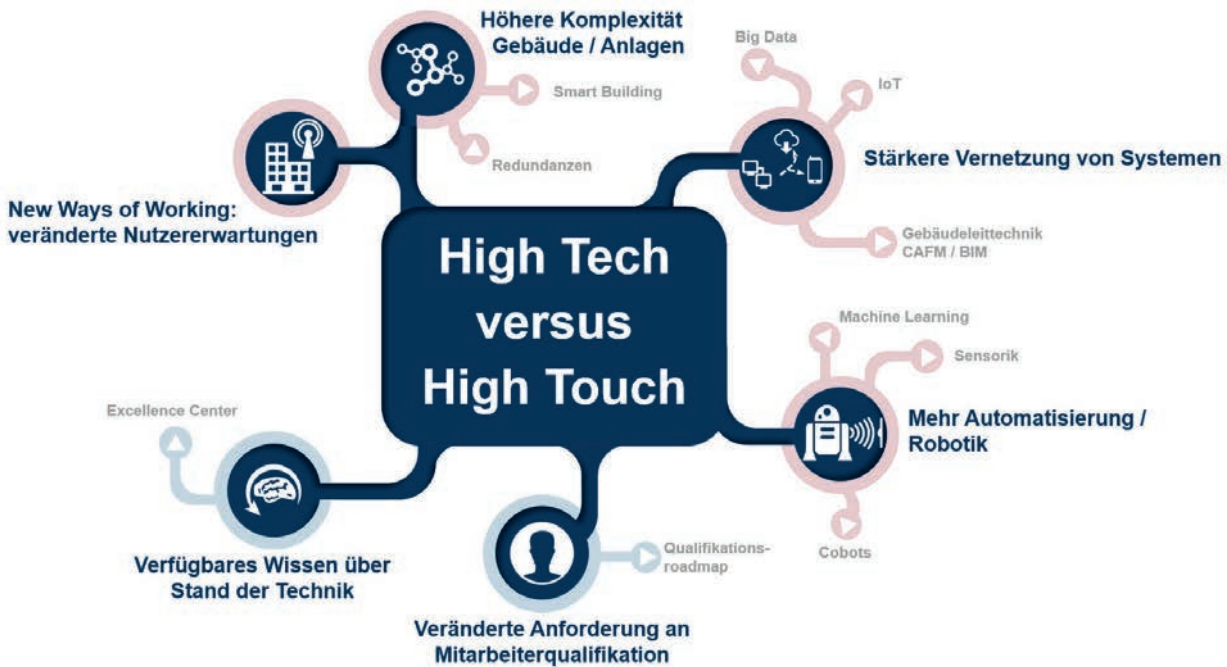 Höhere Komplexität
Gebäude / Anlagen
Smart Building
Redundanzen
New Ways of Working:
veränderte Nutzererwartungen
Big Data
IoT
Stärkere Vernetzung von Systemen
Gebäudeleittechnik
CAFM / BIM
High Tech
versus
High Touch
Machine Learning
Sensorik
Mehr Automatisierung /
Robotik
Cobots
Excellence Center
Verfügbares Wissen über
Stand der Technik
Qualifikations-
roadmap
Veränderte Anforderung an
Mitarbeiterqualifikation